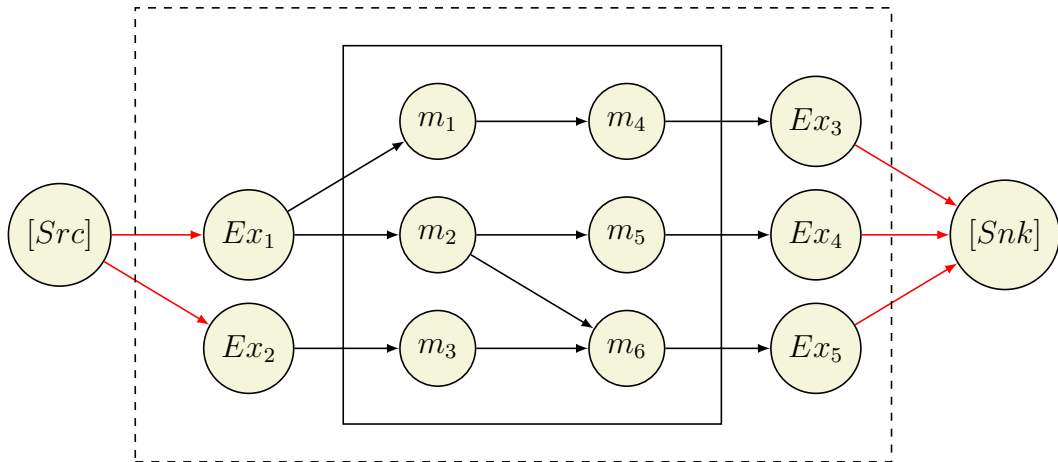 m₁ m₄ Ex₃
[Src] Ex₁ m₂ m₅ Ex₄ [Snk]
Ex₂ m₃ m₆ Ex₅